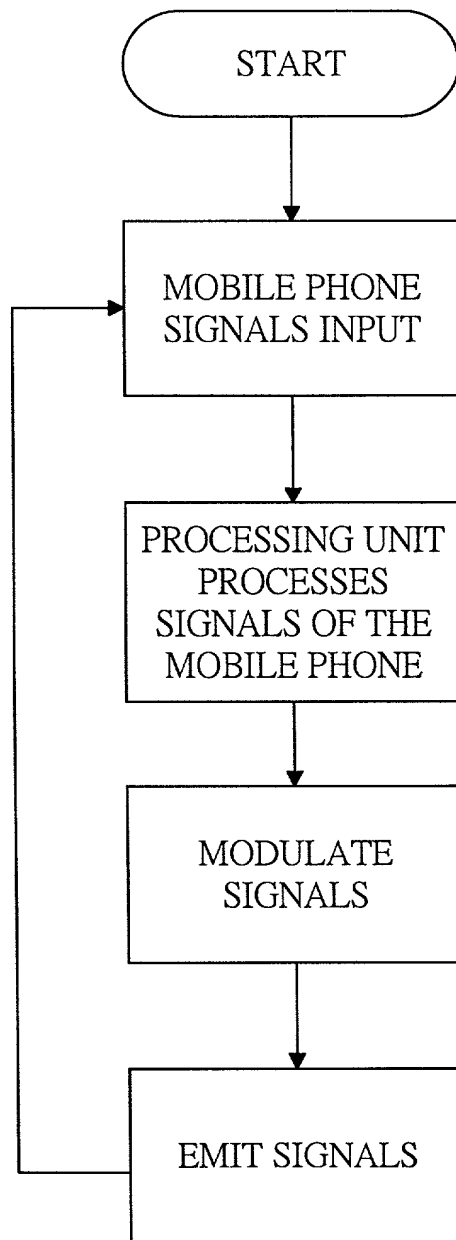 START
MOBILE PHONE
SIGNALS INPUT
PROCESSING UNIT
PROCESSES
SIGNALS OF THE
MOBILE PHONE
MODULATE
SIGNALS
EMIT SIGNALS